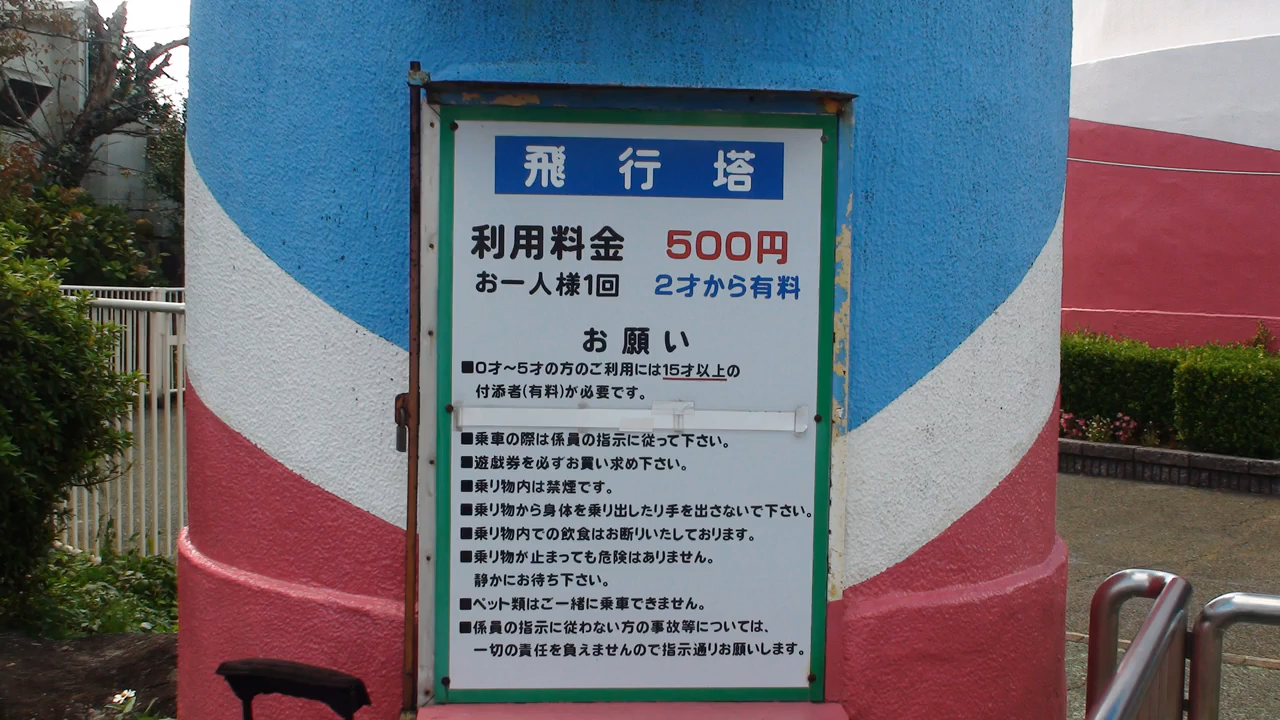 飛行塔
利用料金 500円
お一人様1回 2才から有料
お願い
■0才〜5才の方のご利用には15才以上の
付添者(有料)が必要です。
■乗車の際は係員の指示に従って下さい。
■遊戯券を必ずお買い求め下さい。
■乗り物内は禁煙です。
■乗り物から身体を乗り出したり手を出さないで下さい。
■乗り物内での飲食はお断りいたしております。
■乗り物が止まっても危険はありません。
静かにお待ち下さい。
■ペット類はご一緒に乗車できません。
■係員の指示に従わない方の事故等については、
一切の責任を負えませんので指示通りお願いします。